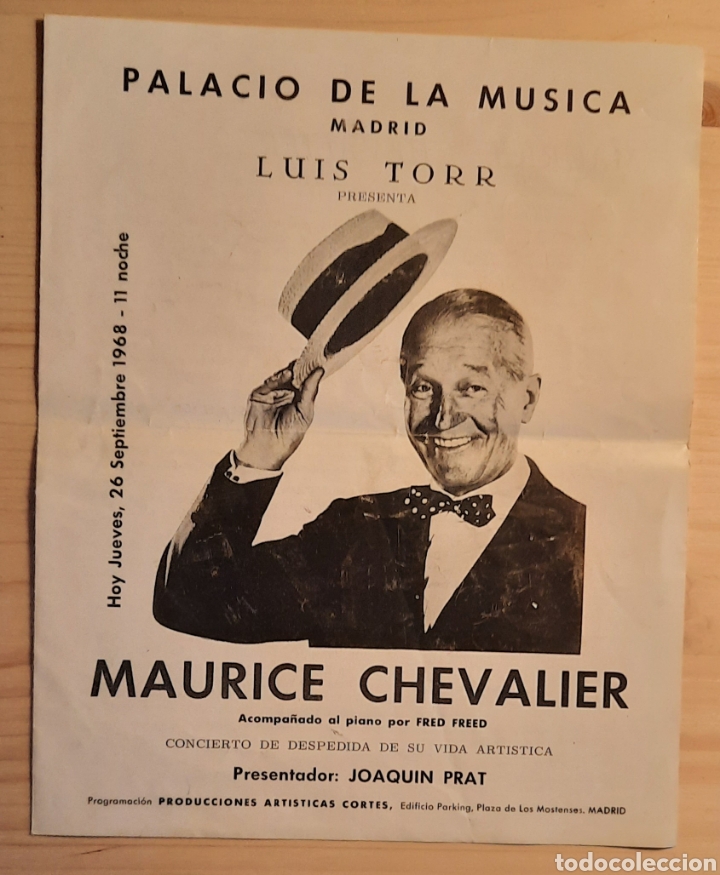 PALACIO DE LA MUSICA
MADRID
LUIS TORR
PRESENTA
Hoy Jueves, 26 Septiembre 1968 - 11 noche
MAURICE CHEVALIER
Acompañado al piano por FRED FREED
CONCIERTO DE DESPEDIDA DE SU VIDA ARTISTICA
Presentador: JOAQUIN PRAT
Programación PRODUCCIONES ARTISTICAS CORTES, Edificio Parking, Plaza de Los Mostenses. MADRID
todocoleccion